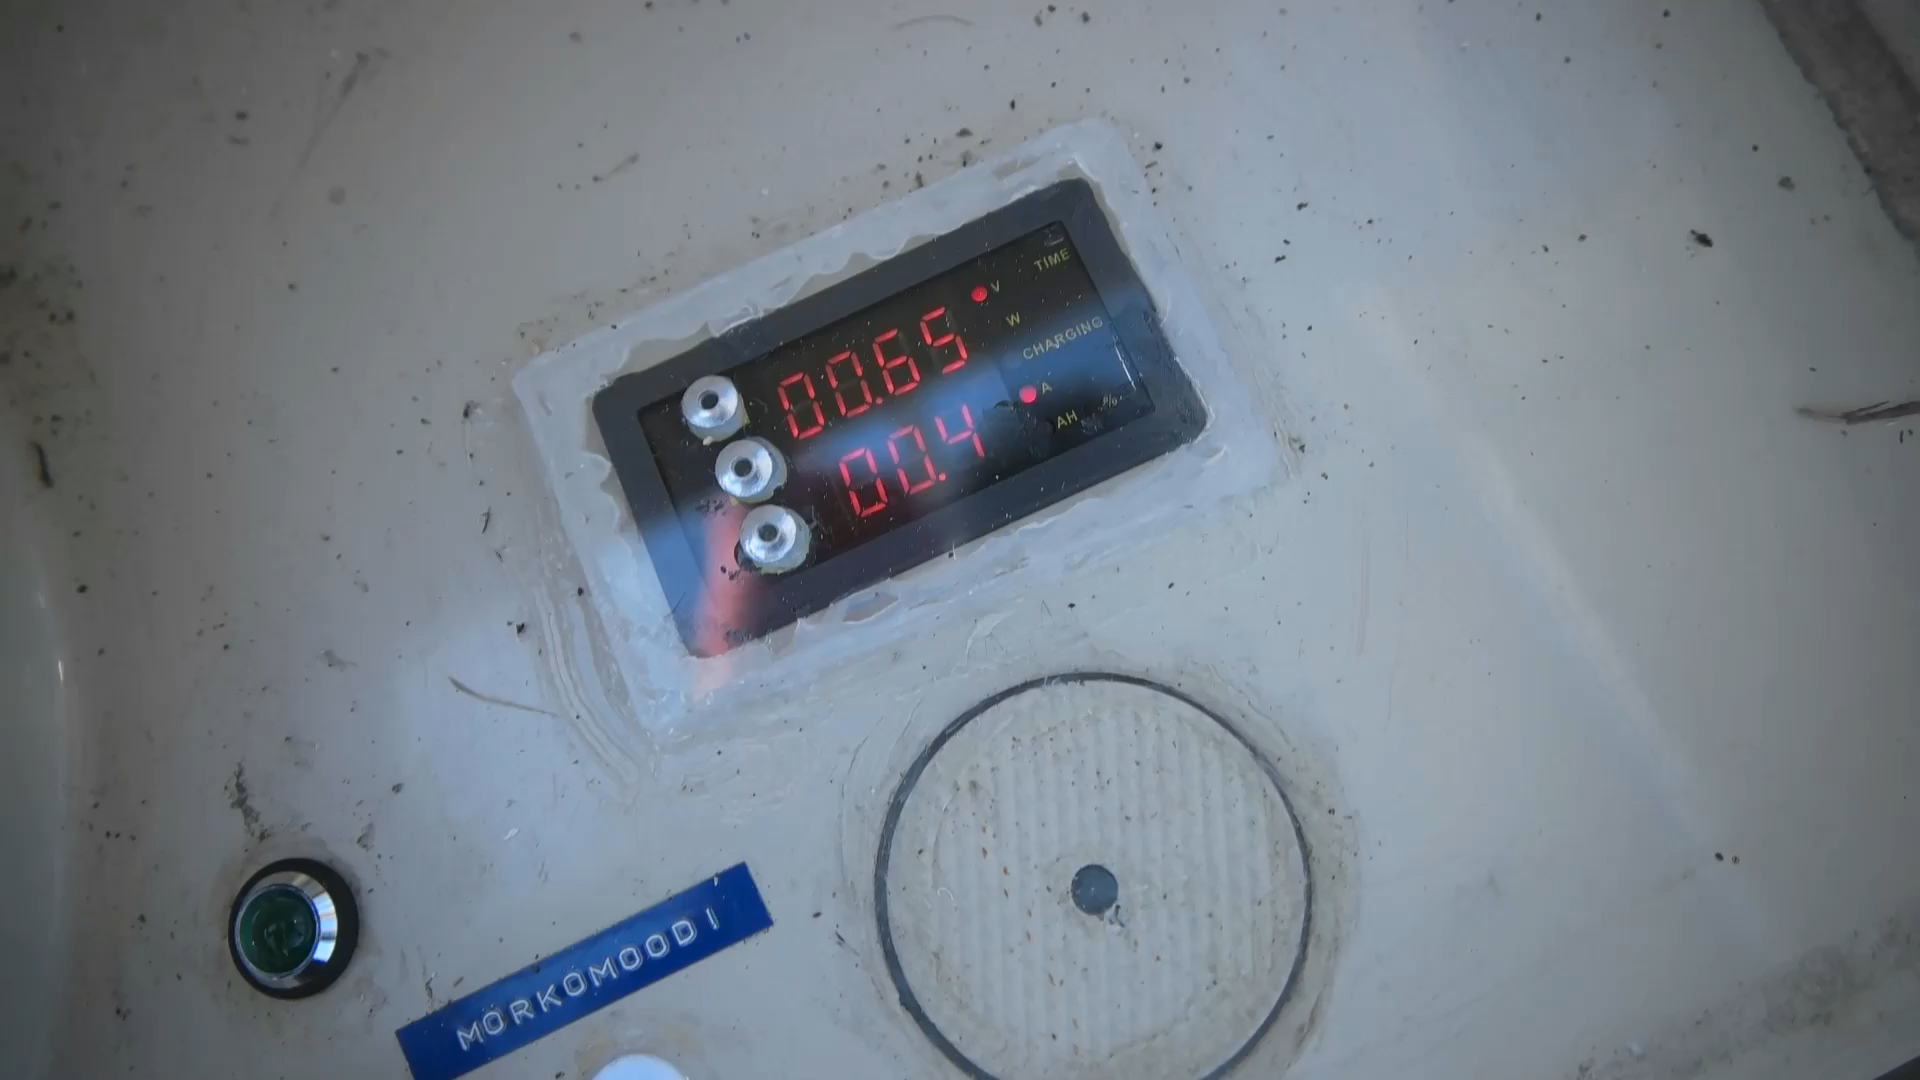 TIME
00.65 V
W
CHARGING
00.4 A
AH %
MÖRKÖMOODI